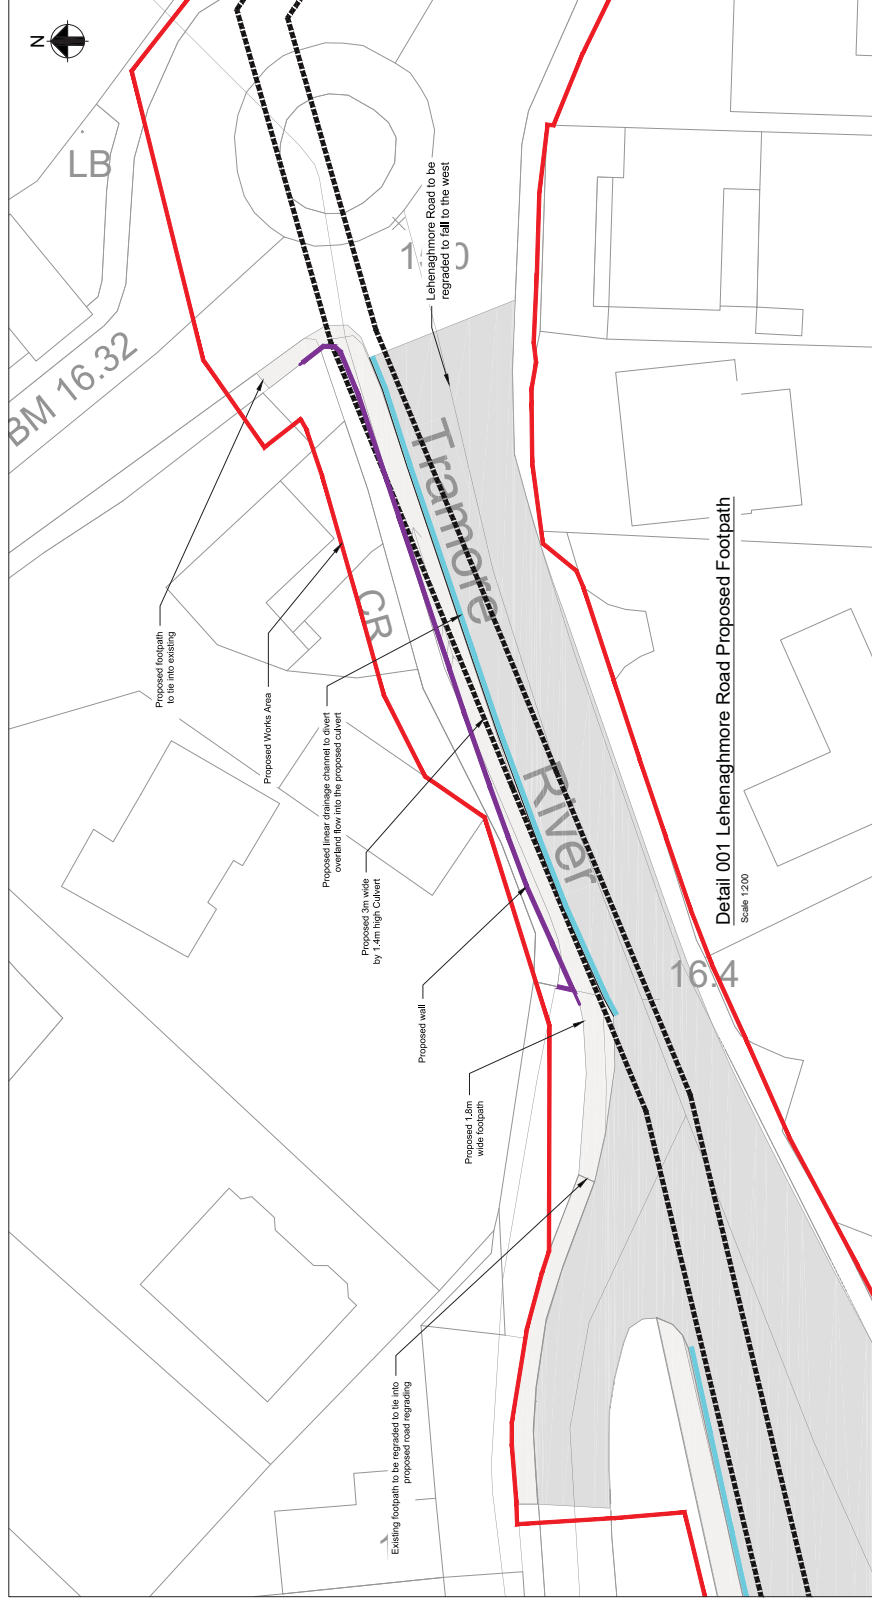 N
LB
BM 16.32
Lehenaghmore Road to be
regraded to fall to the west
Proposed footpath
to tie into existing
Proposed Works Area
CR
Proposed linear drainage channel to divert
overland flow into the proposed culvert
Proposed 3m wide
by 1.4m high Culvert
Tramore
River
Proposed wall
Proposed 1.8m
wide footpath
16.4
Existing footpath to be regraded to tie into
proposed road regrading
Detail 001 Lehenaghmore Road Proposed Footpath
Scale 1:200